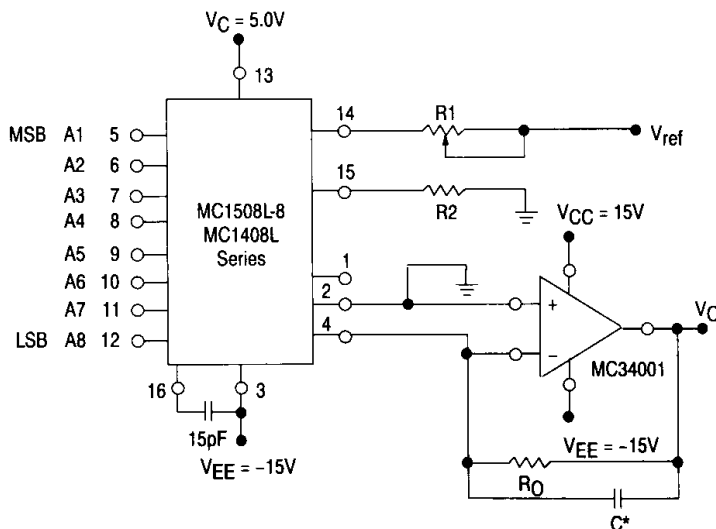 VC = 5.0V
13
14
R1
Vref
MSB A1 5
A2 6
A3 7
A4 8
A5 9
A6 10
A7 11
LSB A8 12
MC1508L-8
MC1408L
Series
15
R2
VCC = 15V
1
2
4
+
−
VO
MC34001
16
3
15pF
VEE = −15V
VEE = −15V
RO
C*